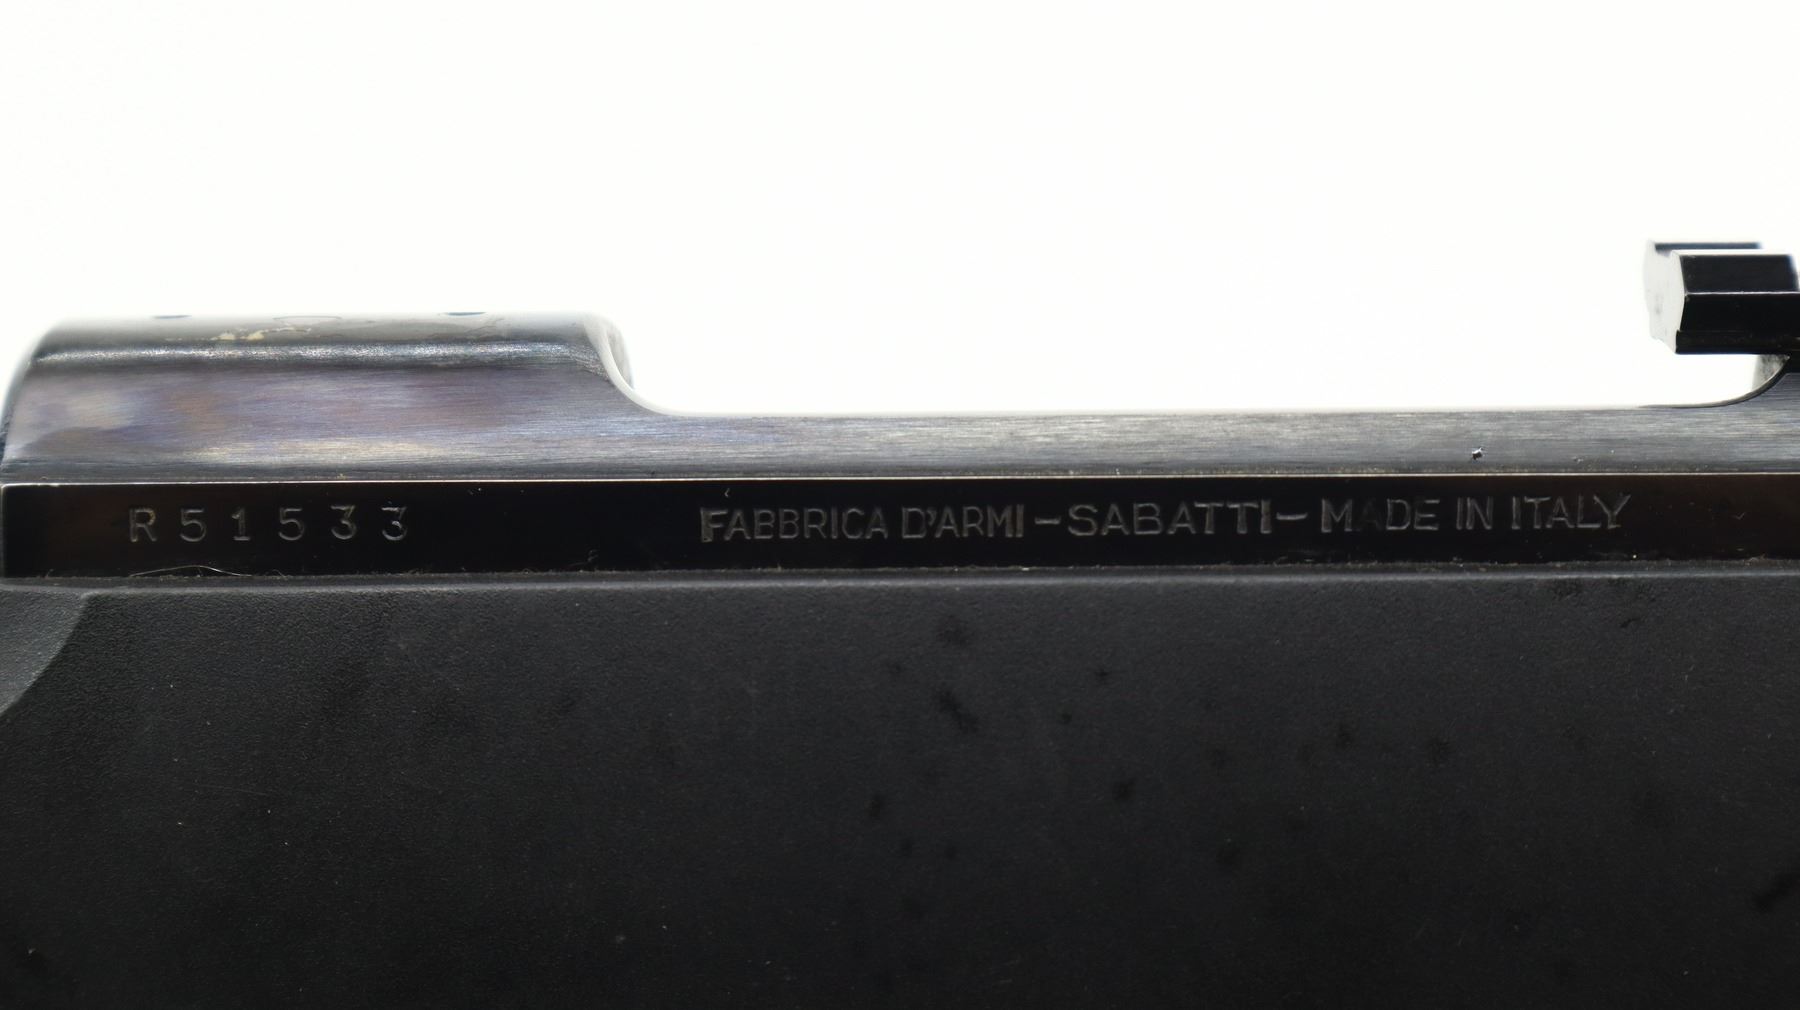 R51533 FABBRICA D'ARMI - SABATTI - MADE IN ITALY